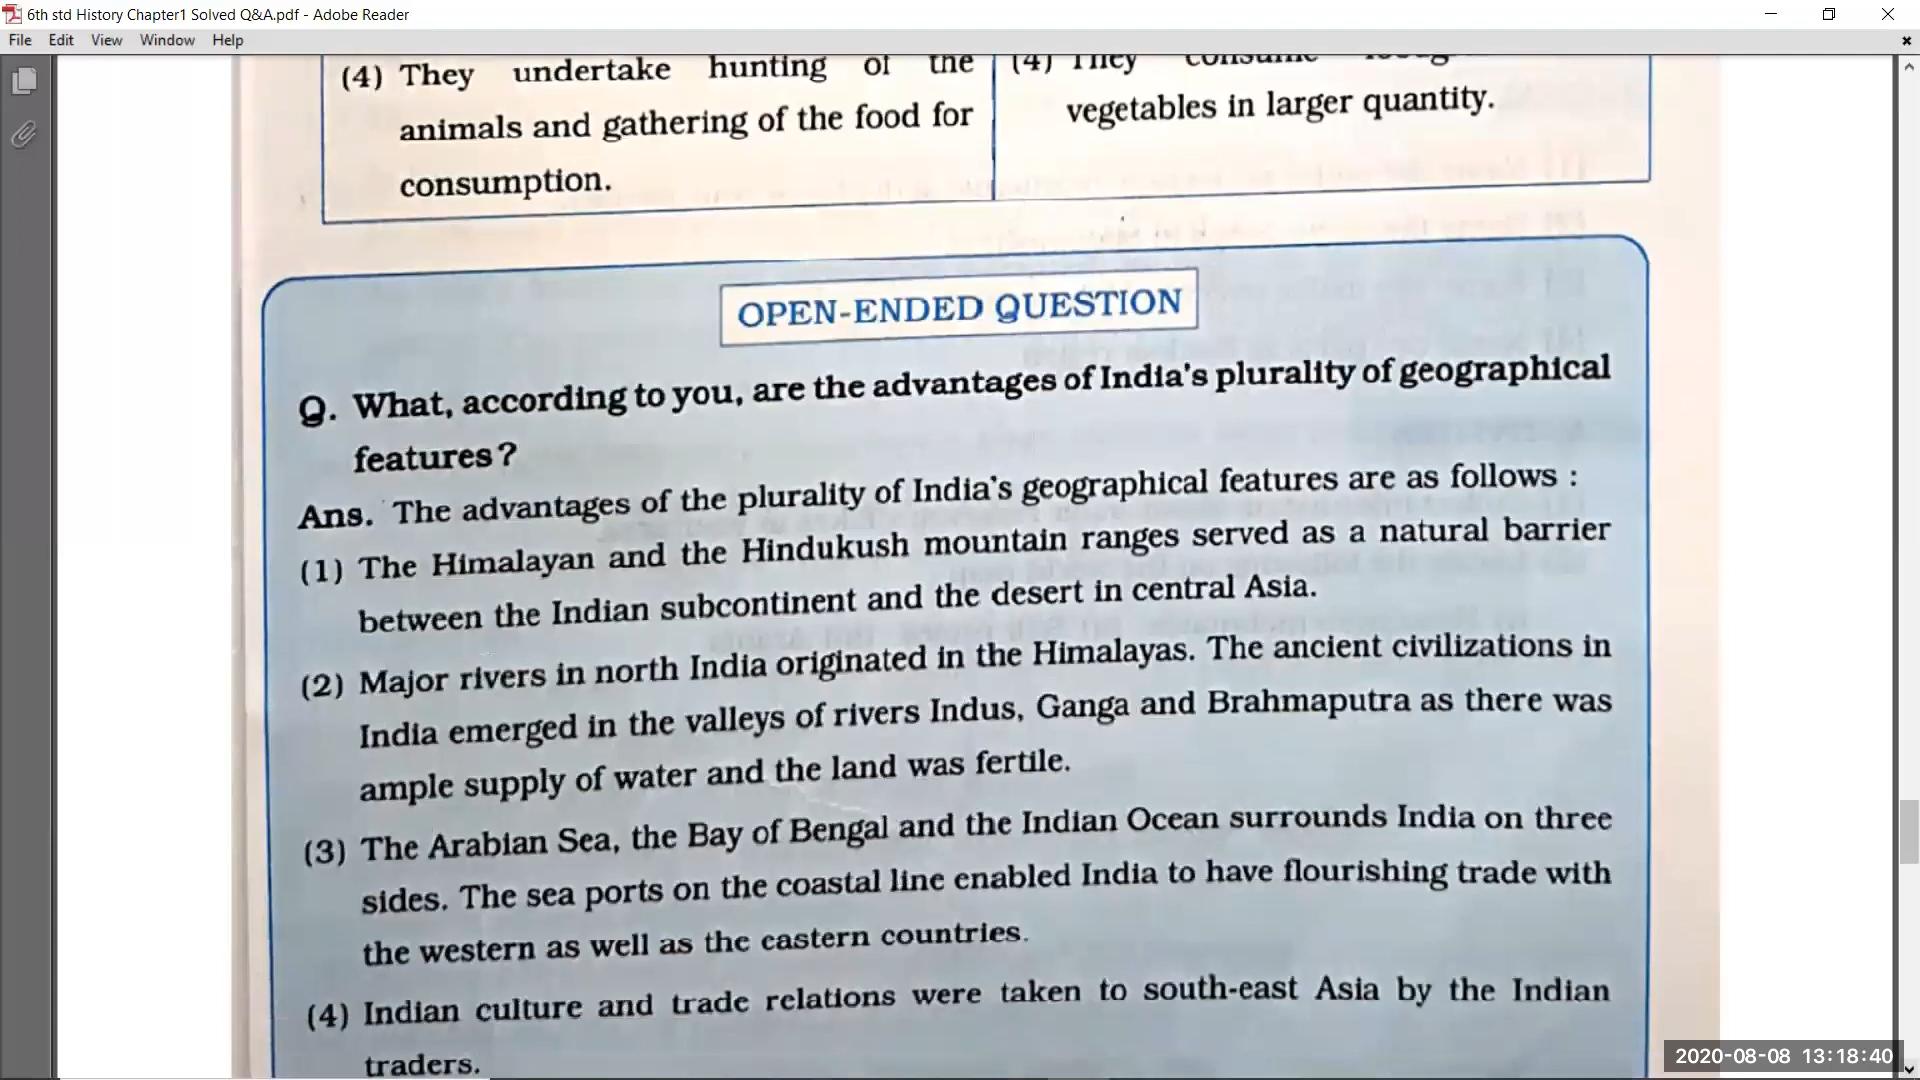 6th std History Chapter1 Solved Q&A.pdf - Adobe Reader
File Edit View Window Help
(4) They undertake hunting of the
animals and gathering of the food for
consumption.
(4) They consume
vegetables in larger quantity.
OPEN-ENDED QUESTION
Q. What, according to you, are the advantages of India's plurality of geographical
features?
Ans. The advantages of the plurality of India's geographical features are as follows :
(1) The Himalayan and the Hindukush mountain ranges served as a natural barrier
between the Indian subcontinent and the desert in central Asia.
(2) Major rivers in north India originated in the Himalayas. The ancient civilizations in
India emerged in the valleys of rivers Indus, Ganga and Brahmaputra as there was
ample supply of water and the land was fertile.
(3) The Arabian Sea, the Bay of Bengal and the Indian Ocean surrounds India on three
sides. The sea ports on the coastal line enabled India to have flourishing trade with
the western as well as the eastern countries.
(4) Indian culture and trade relations were taken to south-east Asia by the Indian
traders.
2020-08-08 13:18:40